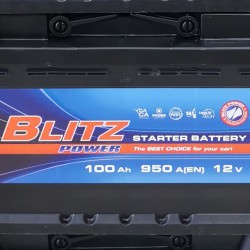 BLITZ
POWER
STARTER BATTERY
The BEST CHOICE for your car!
100 Ah 950 A[EN] 12 V